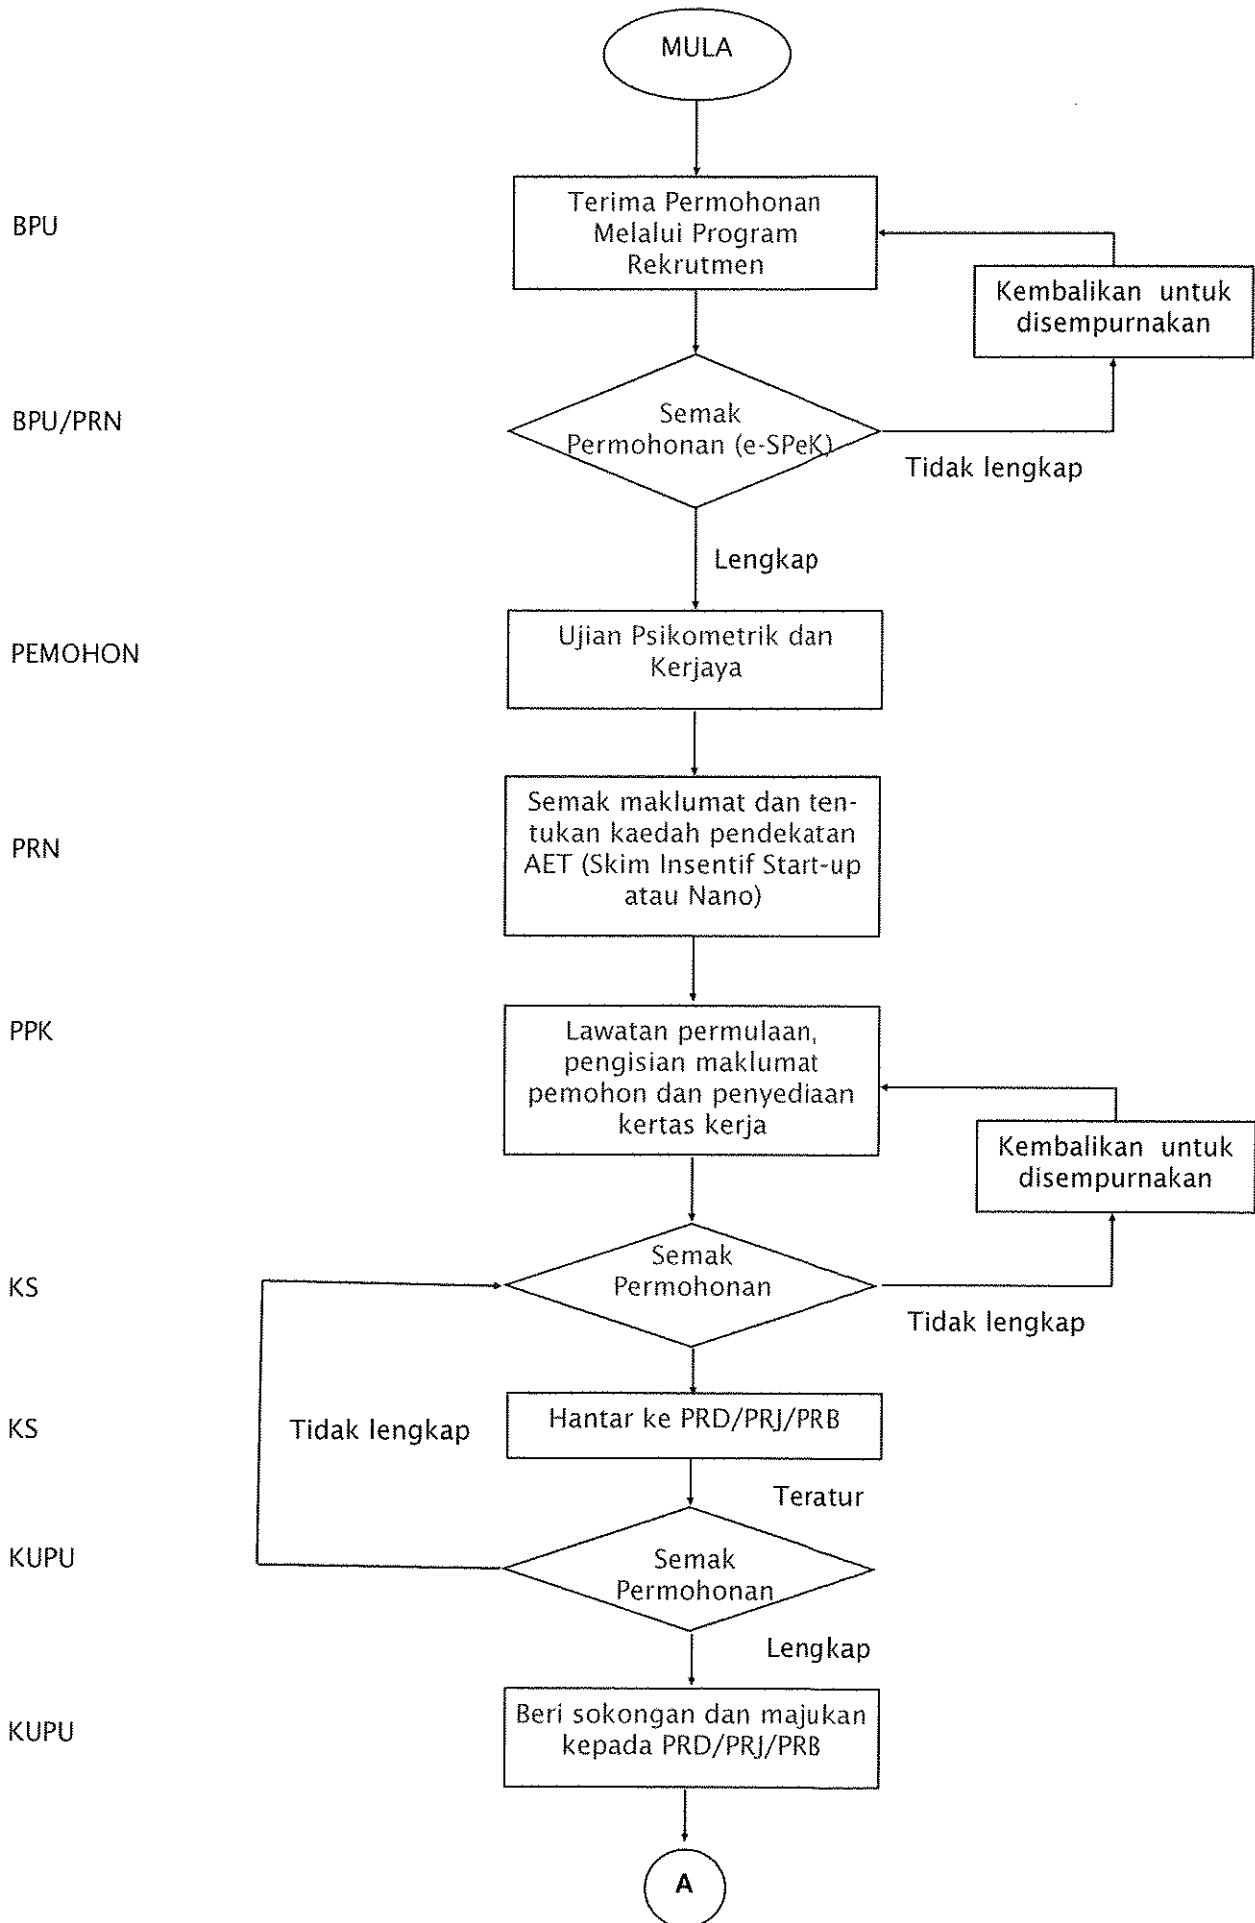 MULA
BPU
Terima Permohonan
Melalui Program
Rekrutmen
Kembalikan untuk
disempurnakan
BPU/PRN
Semak
Permohonan (e-SPeK)
Tidak lengkap
Lengkap
PEMOHON
Ujian Psikometrik dan
Kerjaya
PRN
Semak maklumat dan ten-
tukan kaedah pendekatan
AET (Skim Insentif Start-up
atau Nano)
PPK
Lawatan permulaan,
pengisian maklumat
pemohon dan penyediaan
kertas kerja
Kembalikan untuk
disempurnakan
KS
Semak
Permohonan
Tidak lengkap
KS
Tidak lengkap
Hantar ke PRD/PRJ/PRB
Teratur
KUPU
Semak
Permohonan
Lengkap
KUPU
Beri sokongan dan majukan
kepada PRD/PRJ/PRB
A